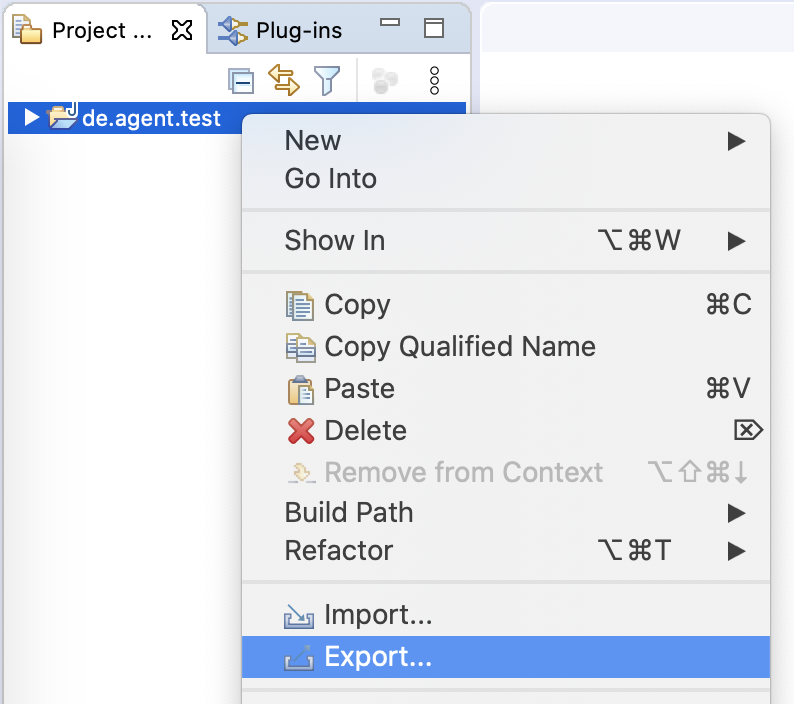 Project ...
Plug-ins
de.agent.test
New
Go Into
Show In ⌥⌘W
Copy ⌘C
Copy Qualified Name
Paste ⌘V
Delete ⌦
Remove from Context ⌥⇧⌘↓
Build Path
Refactor ⌥⌘T
Import...
Export...